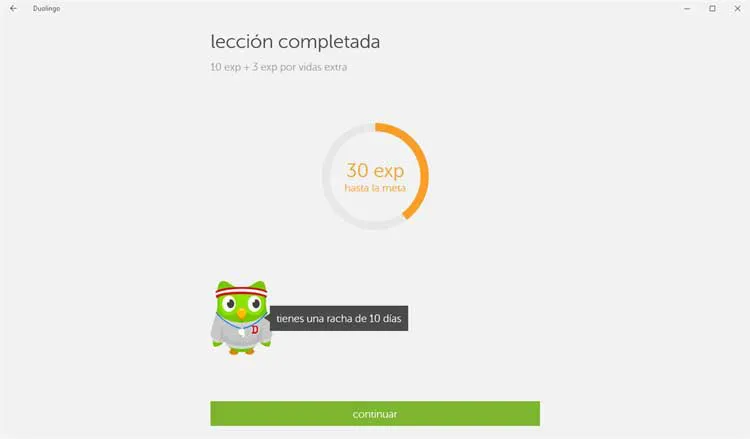 Duolingo
lección completada
10 exp + 3 exp por vidas extra
30 exp
hasta la meta
tienes una racha de 10 días
D
continuar